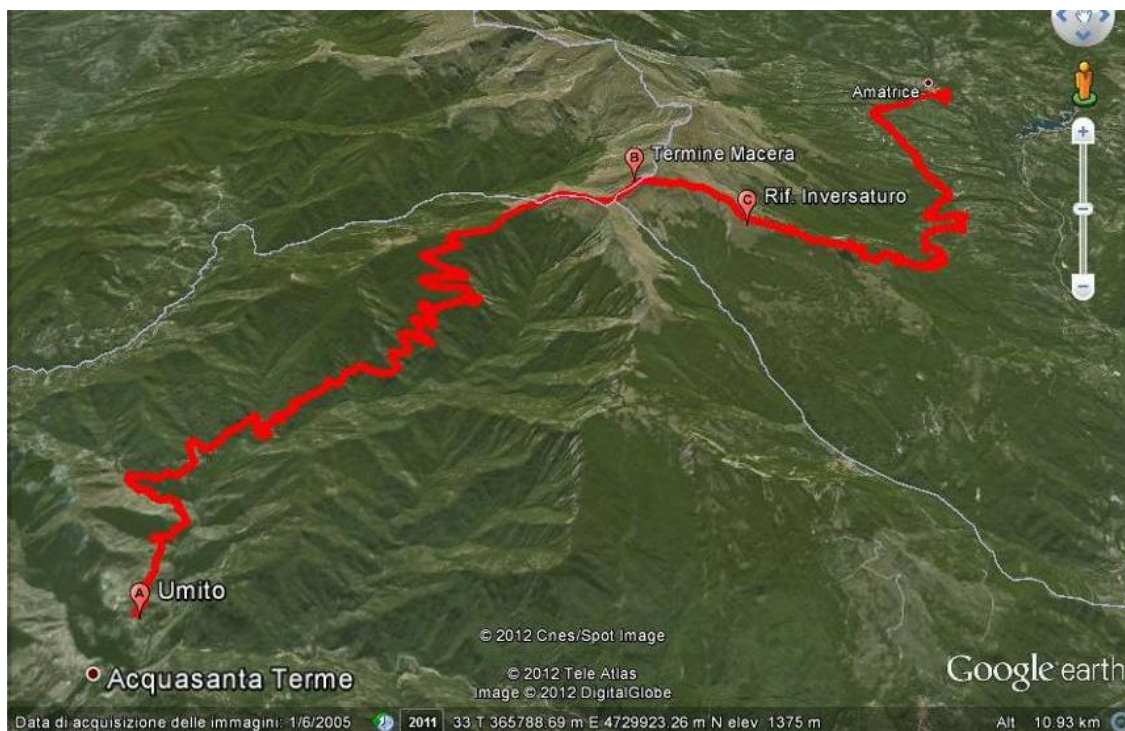 Amatrice
B Termine Macera
C Rif. Inversaturo
A Umito
© 2012 Cnes/Spot Image
Acquasanta Terme
© 2012 Tele Atlas
Image © 2012 DigitalGlobe
Google earth
Data di acquisizione delle immagini: 1/6/2005 2011 33 T 365788.69 m E 4729923.26 m N elev 1375 m Alt 10.93 km